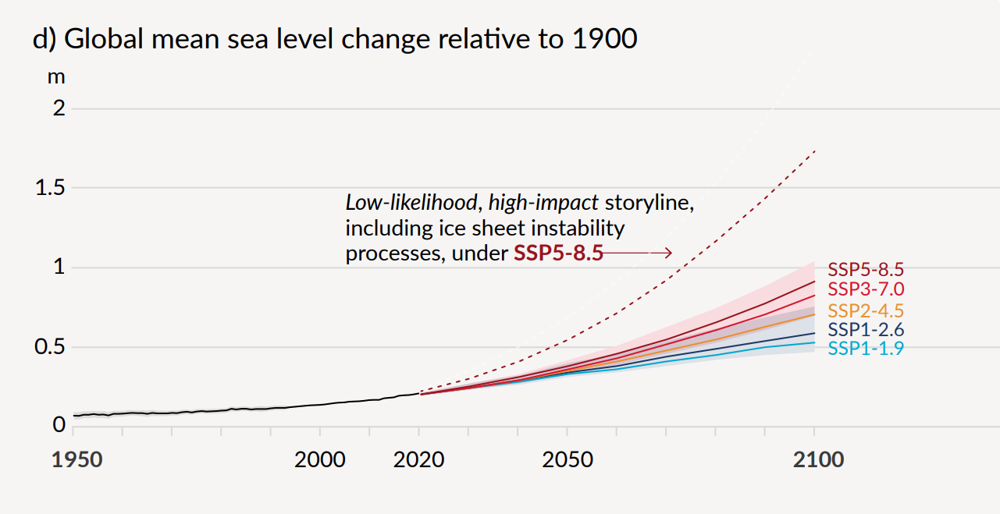 d) Global mean sea level change relative to 1900
m
2
1.5
Low-likelihood, high-impact storyline,
including ice sheet instability
processes, under SSP5-8.5
1
SSP5-8.5
SSP3-7.0
SSP2-4.5
SSP1-2.6
0.5
SSP1-1.9
0
1950 2000 2020 2050 2100